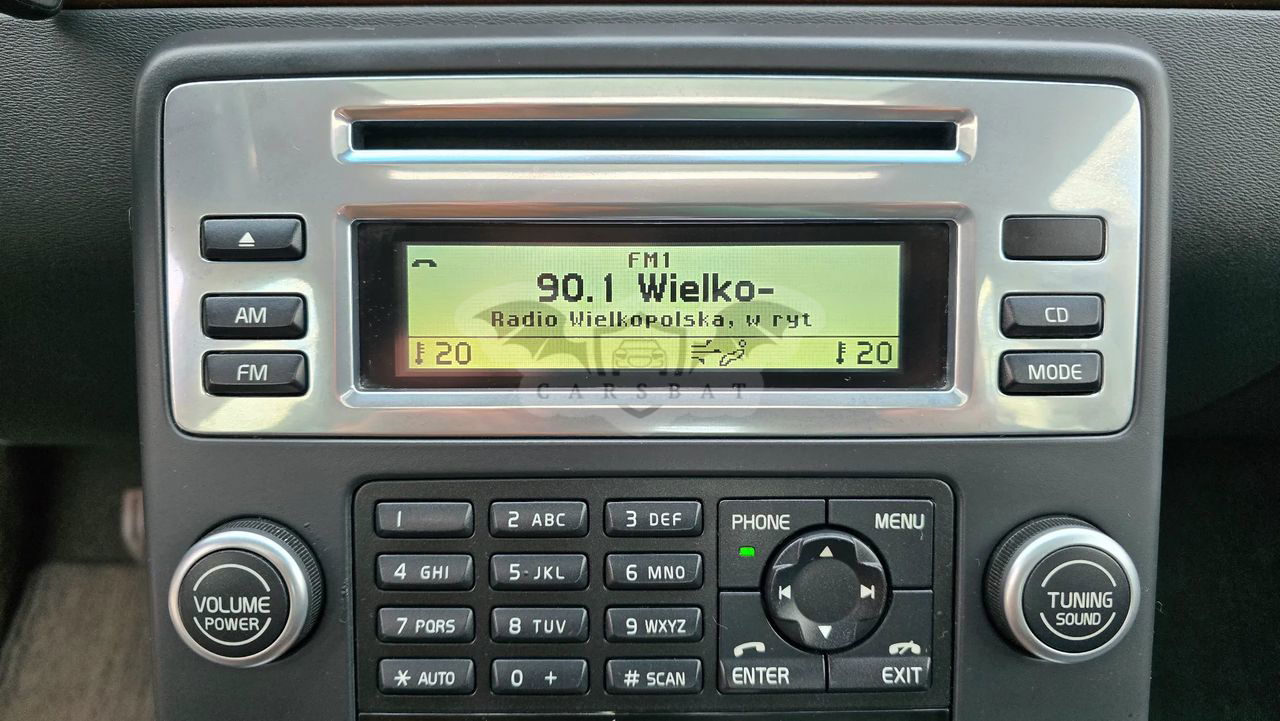 FM1
90.1 Wielko-
Radio Wielkopolska, w ryt
20
20
CARSBAT
AM
FM
CD
MODE
1
2 ABC
3 DEF
4 GHI
5 JKL
6 MNO
7 PQRS
8 TUV
9 WXYZ
* AUTO
0 +
# SCAN
PHONE
MENU
ENTER
EXIT
VOLUME
POWER
TUNING
SOUND